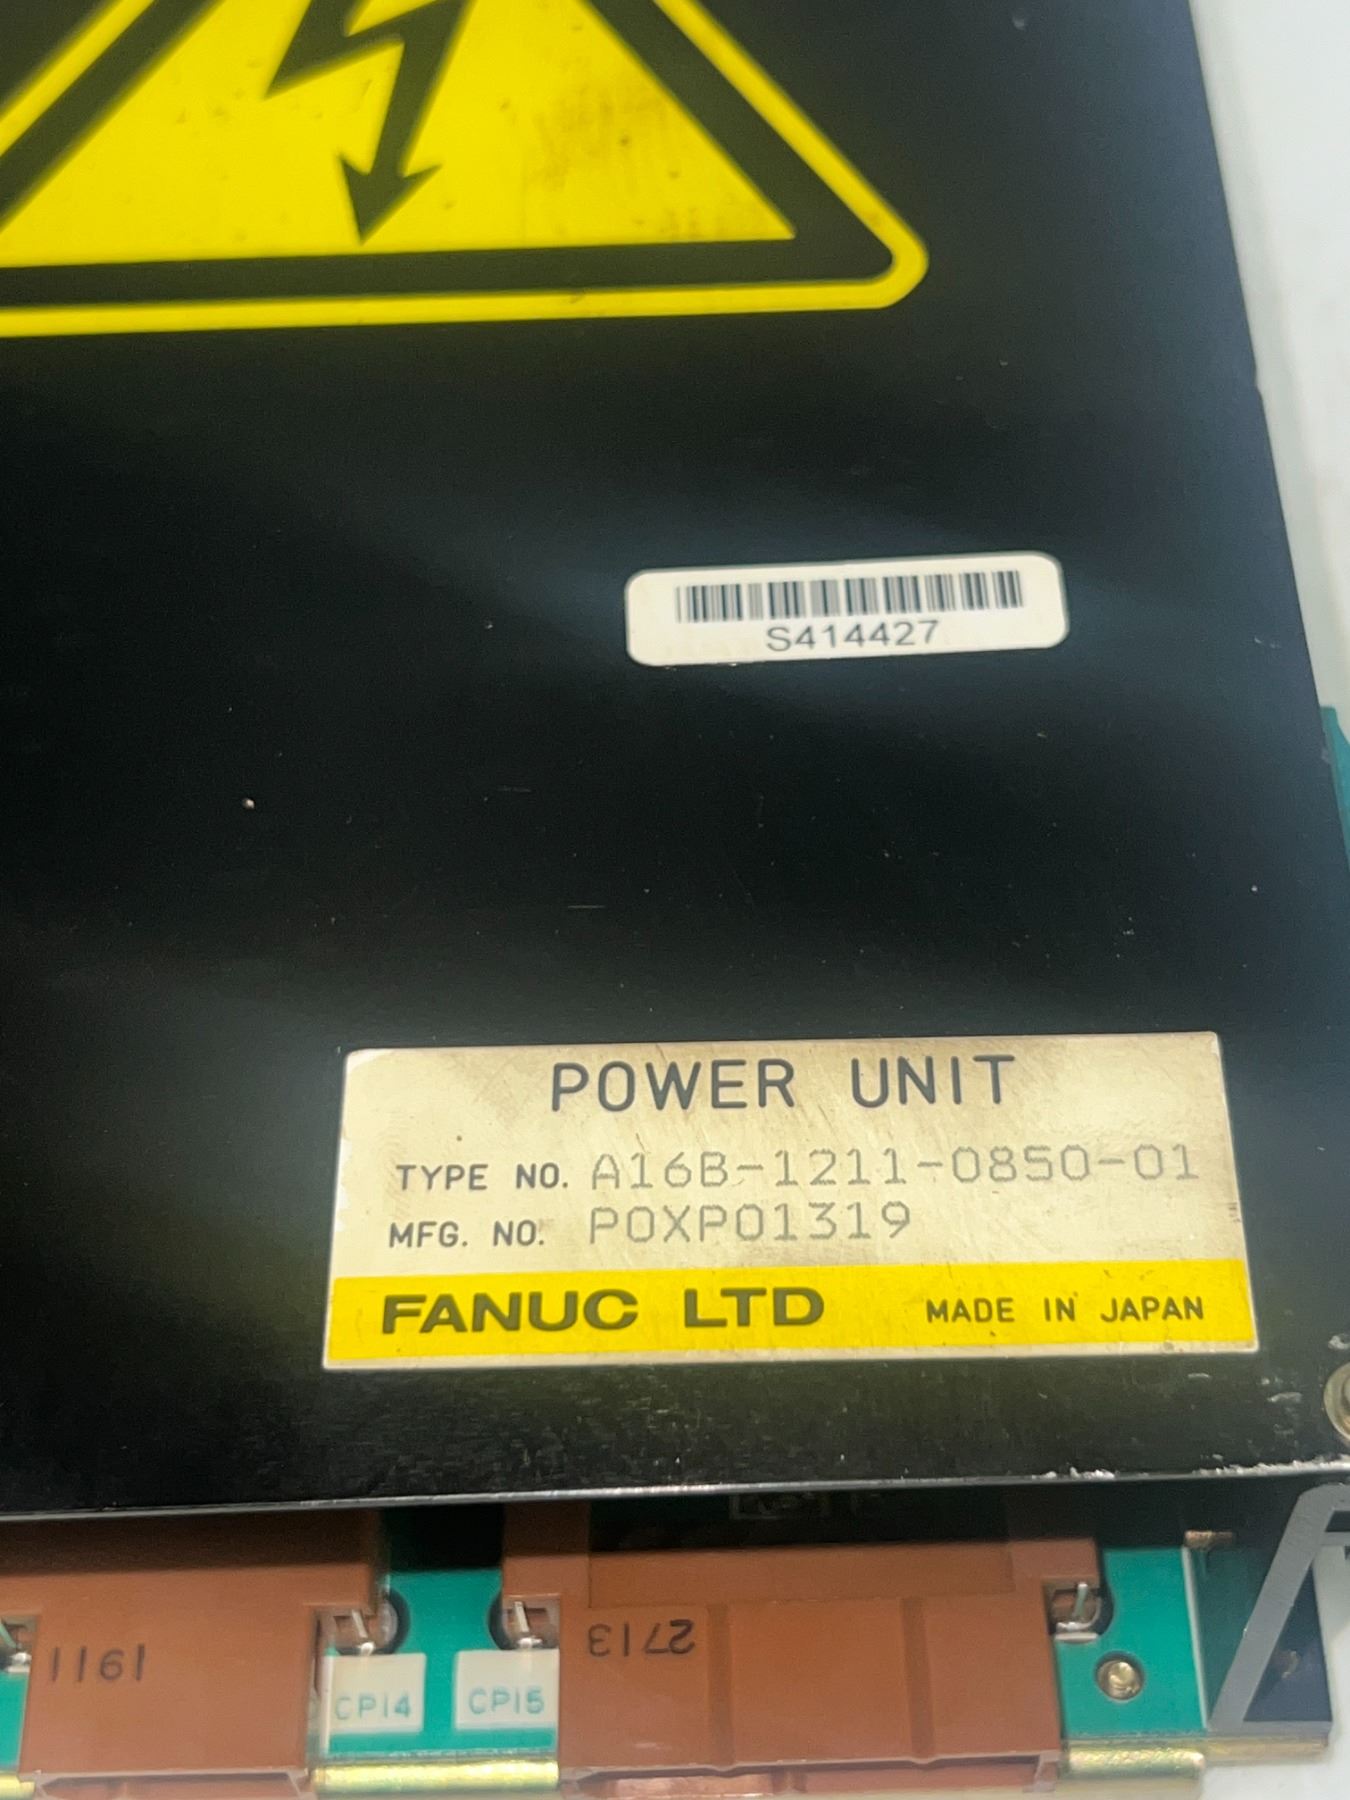 S414427
POWER UNIT
TYPE NO. A16B-1211-0850-01
MFG. NO. POXP01319
FANUC LTD MADE IN JAPAN
1191
2713
CP14
CP15